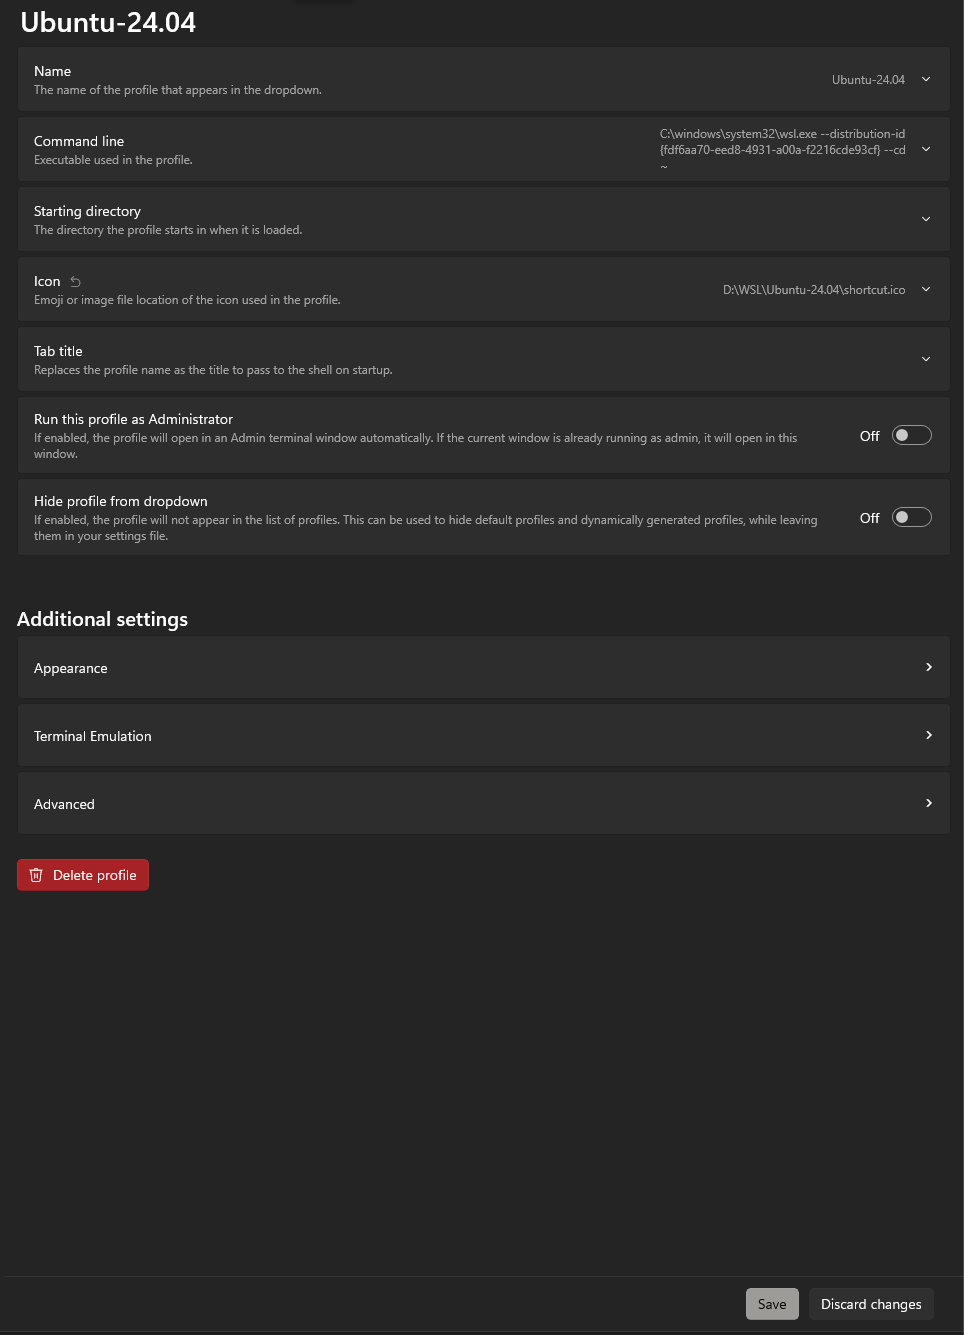 Ubuntu-24.04
Name
The name of the profile that appears in the dropdown.
Ubuntu-24.04
Command line
Executable used in the profile.
C:\windows\system32\wsl.exe --distribution-id
{fdf6aa70-eed8-4931-a00a-f2216cde93cf} --cd
~
Starting directory
The directory the profile starts in when it is loaded.
Icon
Emoji or image file location of the icon used in the profile.
D:\WSL\Ubuntu-24.04\shortcut.ico
Tab title
Replaces the profile name as the title to pass to the shell on startup.
Run this profile as Administrator
If enabled, the profile will open in an Admin terminal window automatically. If the current window is already running as admin, it will open in this
window.
Off
Hide profile from dropdown
If enabled, the profile will not appear in the list of profiles. This can be used to hide default profiles and dynamically generated profiles, while leaving
them in your settings file.
Off
Additional settings
Appearance
Terminal Emulation
Advanced
Delete profile
Save
Discard changes